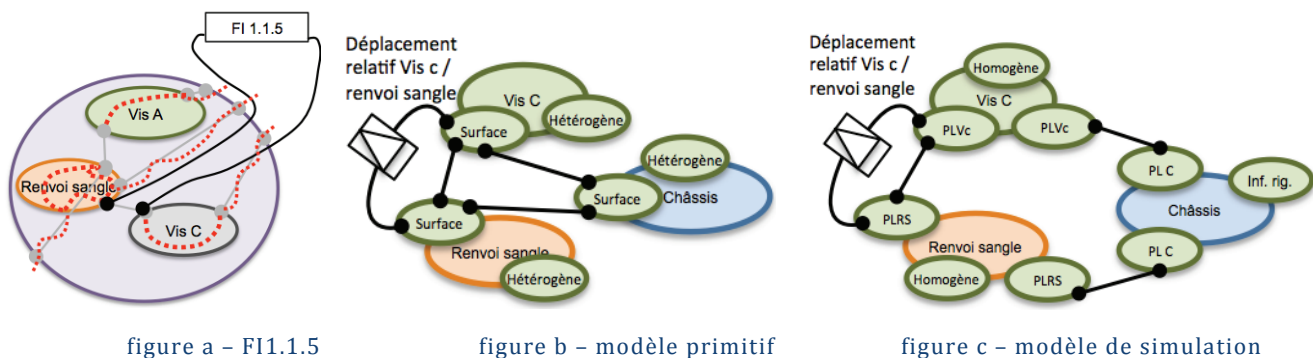 FI 1.1.5
Vis A
Renvoi sangle
Vis C
figure a – FI1.1.5
Déplacement
relatif Vis c /
renvoi sangle
Vis C
Surface
Hétérogène
Hétérogène
Surface
Châssis
Surface
Renvoi sangle
Hétérogène
figure b – modèle primitif
Déplacement
relatif Vis c /
renvoi sangle
Homogène
Vis C
PLVc
PLVc
PL C
Inf. rig.
Châssis
PLRS
PL C
Renvoi sangle
Homogène
PLRS
figure c – modèle de simulation